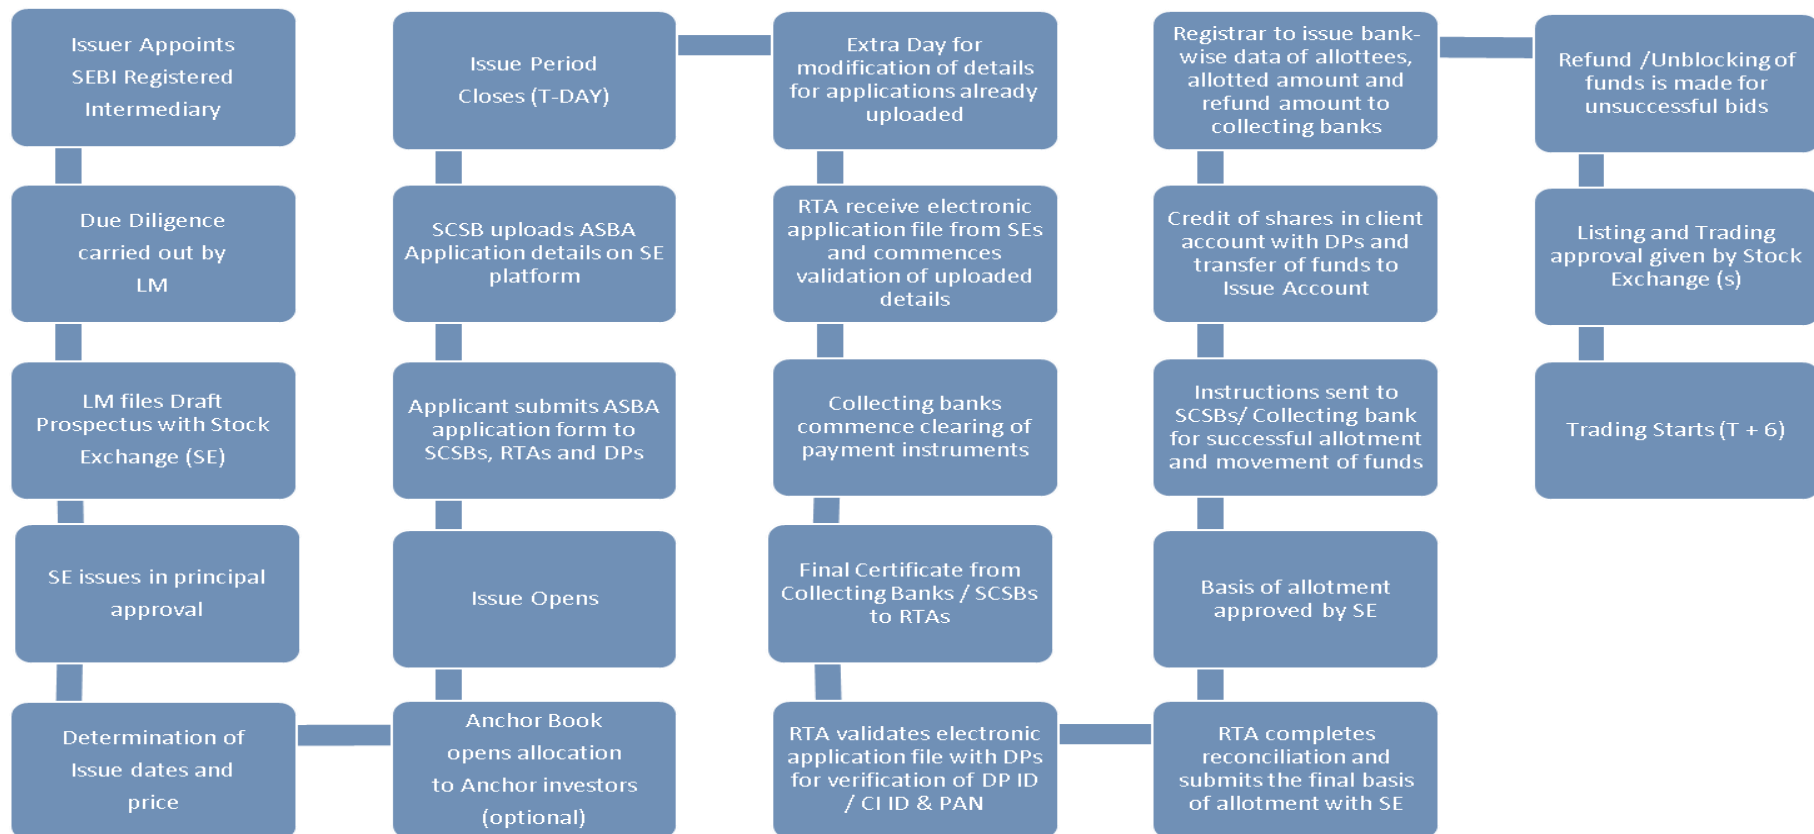 Issuer Appoints
SEBI Registered
Intermediary
Due Diligence
carried out by
LM
LM files Draft
Prospectus with Stock
Exchange (SE)
SE issues in principal
approval
Determination of
Issue dates and
price
Anchor Book
opens allocation
to Anchor investors
(optional)
Issue Opens
Applicant submits ASBA
application form to
SCSBs, RTAs and DPs
SCSB uploads ASBA
Application details on SE
platform
Issue Period
Closes (T-DAY)
Extra Day for
modification of details
for applications already
uploaded
RTA receive electronic
application file from SEs
and commences
validation of uploaded
details
Collecting banks
commence clearing of
payment instruments
Final Certificate from
Collecting Banks / SCSBs
to RTAs
RTA validates electronic
application file with DPs
for verification of DP ID
/ CI ID & PAN
RTA completes
reconciliation and
submits the final basis
of allotment with SE
Basis of allotment
approved by SE
Instructions sent to
SCSBs/ Collecting bank
for successful allotment
and movement of funds
Credit of shares in client
account with DPs and
transfer of funds to
Issue Account
Registrar to issue bank-
wise data of allottees,
allotted amount and
refund amount to
collecting banks
Refund /Unblocking of
funds is made for
unsuccessful bids
Listing and Trading
approval given by Stock
Exchange (s)
Trading Starts (T + 6)